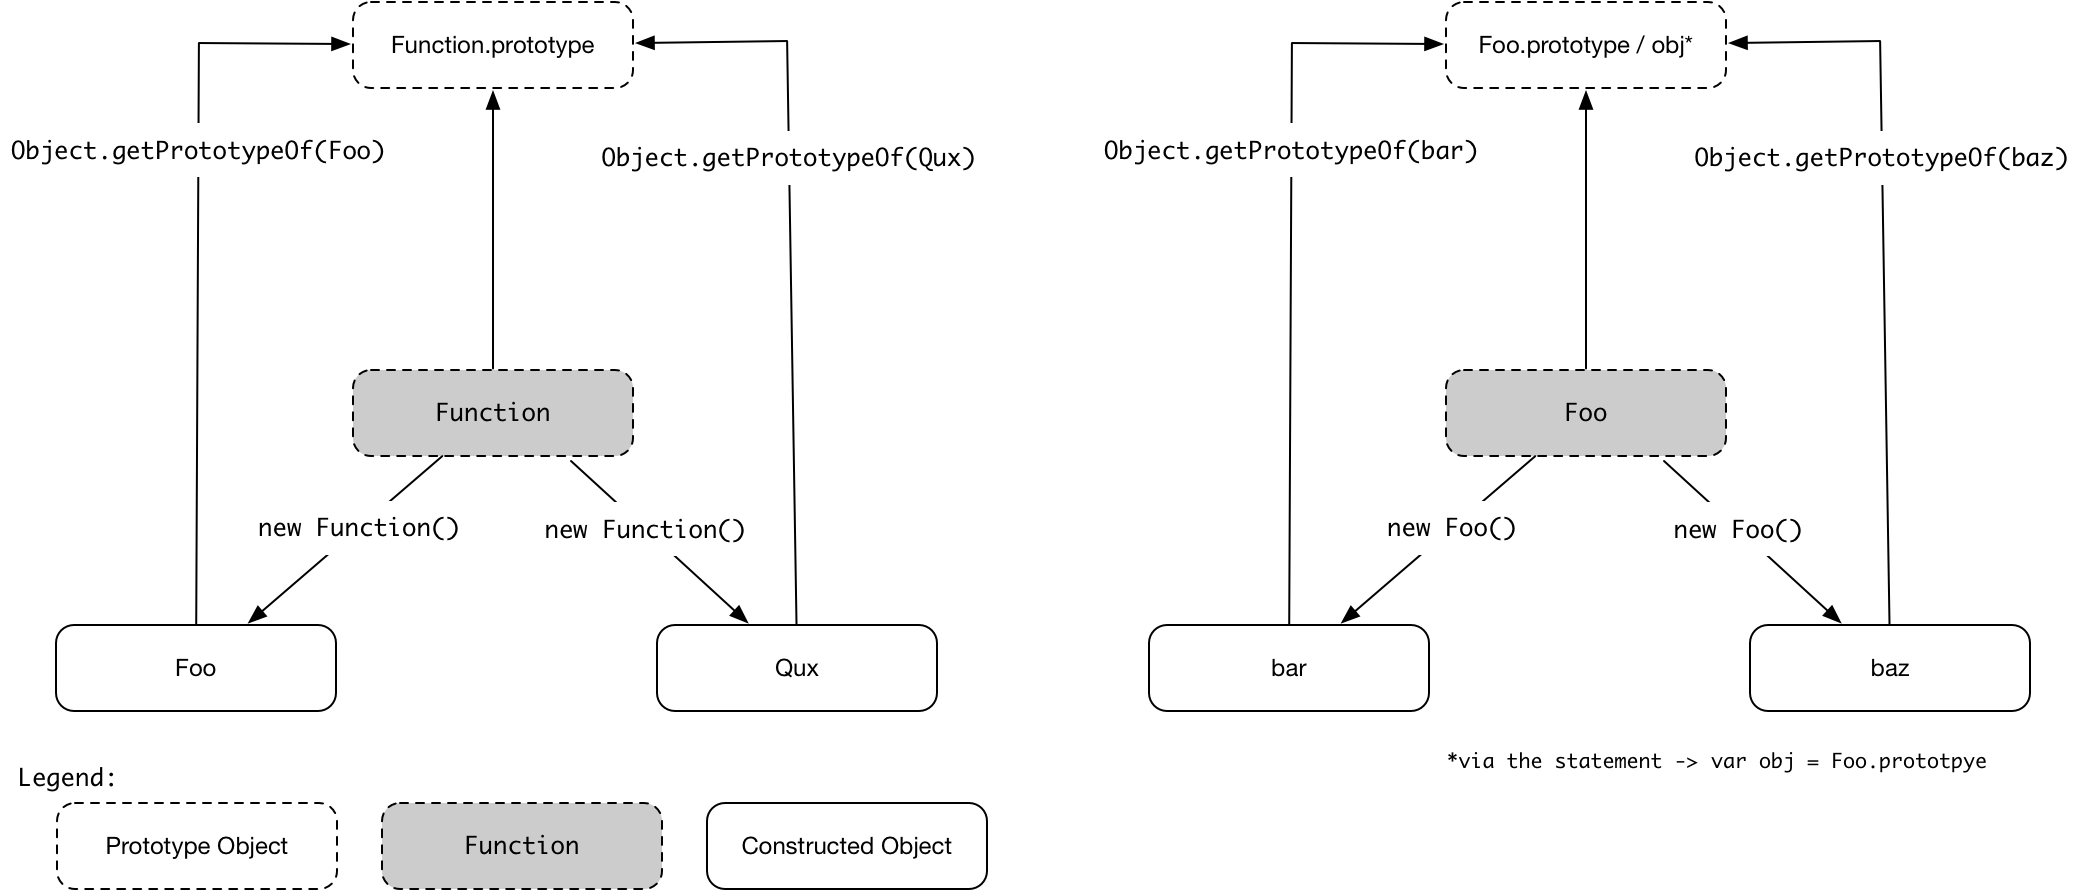 Function.prototype
Object.getPrototypeOf(Foo)
Object.getPrototypeOf(Qux)
Function
new Function()
new Function()
Foo
Qux
Foo.prototype / obj*
Object.getPrototypeOf(bar)
Object.getPrototypeOf(baz)
Foo
new Foo()
new Foo()
bar
baz
*via the statement -> var obj = Foo.prototpye
Legend:
Prototype Object
Function
Constructed Object